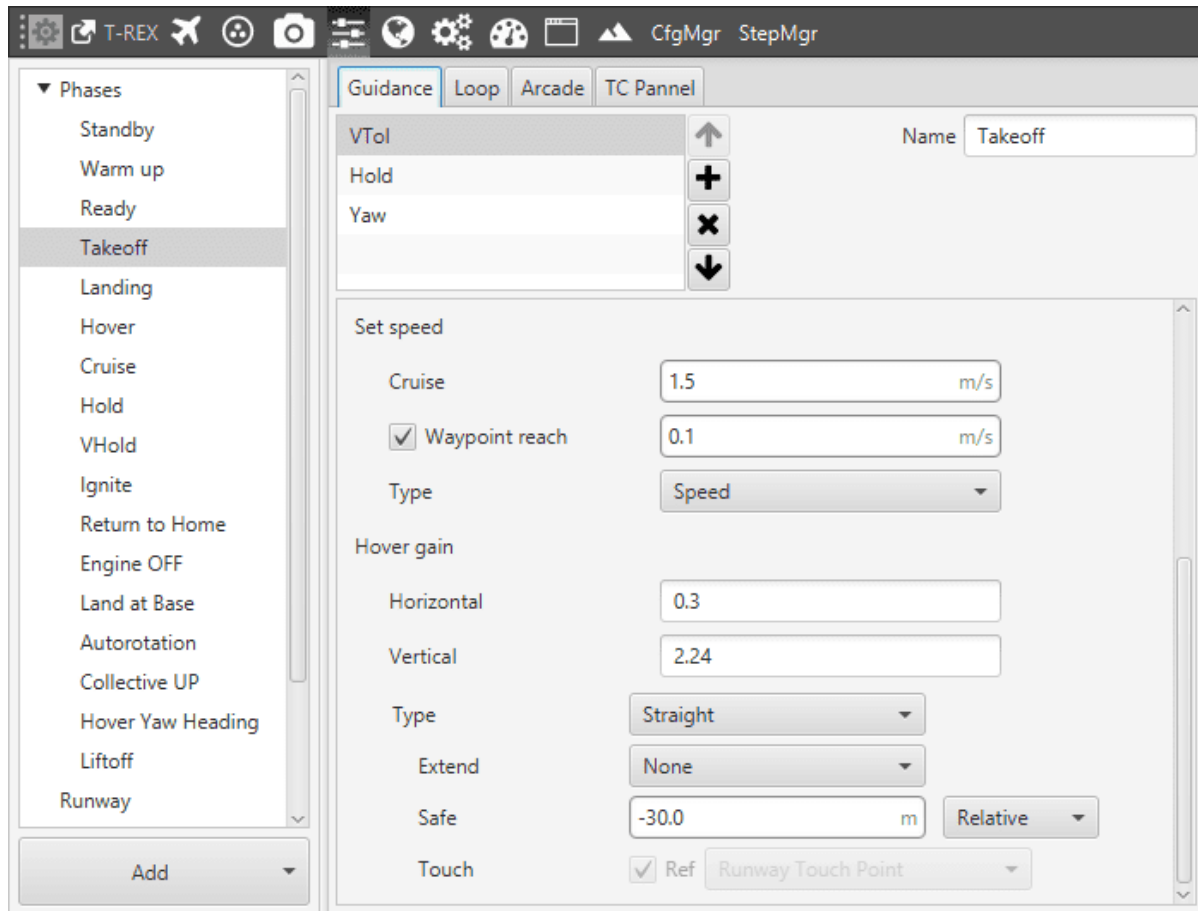 T-REX CfgMgr StepMgr
Phases
Standby
Warm up
Ready
Takeoff
Landing
Hover
Cruise
Hold
VHold
Ignite
Return to Home
Engine OFF
Land at Base
Autorotation
Collective UP
Hover Yaw Heading
Liftoff
Runway
Add
Guidance Loop Arcade TC Pannel
VTol
Hold
Yaw
Name Takeoff
Set speed
Cruise 1.5 m/s
Waypoint reach 0.1 m/s
Type Speed
Hover gain
Horizontal 0.3
Vertical 2.24
Type Straight
Extend None
Safe -30.0 m Relative
Touch Ref Runway Touch Point